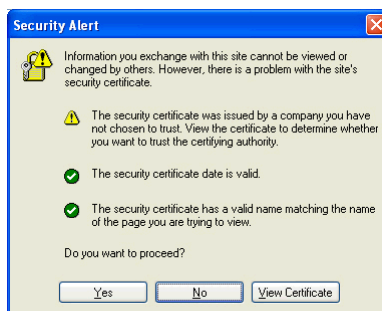 Security Alert
Information you exchange with this site cannot be viewed or
changed by others. However, there is a problem with the site's
security certificate.
The security certificate was issued by a company you have
not chosen to trust. View the certificate to determine whether
you want to trust the certifying authority.
The security certificate date is valid.
The security certificate has a valid name matching the name
of the page you are trying to view.
Do you want to proceed?
Yes No View Certificate